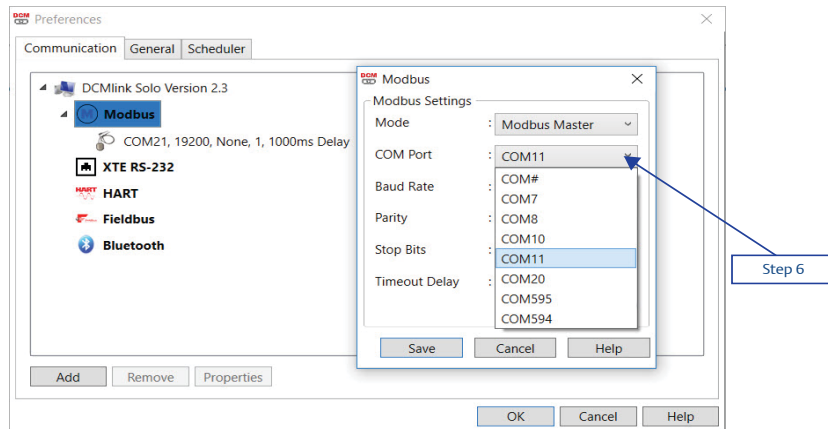 DCM Preferences
Communication General Scheduler
DCMlink Solo Version 2.3
M Modbus
COM21, 19200, None, 1, 1000ms Delay
XTE RS-232
HART HART
Fieldbus
Bluetooth
Add Remove Properties
OK Cancel Help
DCM Modbus
Modbus Settings
Mode : Modbus Master
COM Port : COM11
Baud Rate :
Parity :
Stop Bits :
Timeout Delay :
COM#
COM7
COM8
COM10
COM11
COM20
COM595
COM594
Save Cancel Help
Step 6